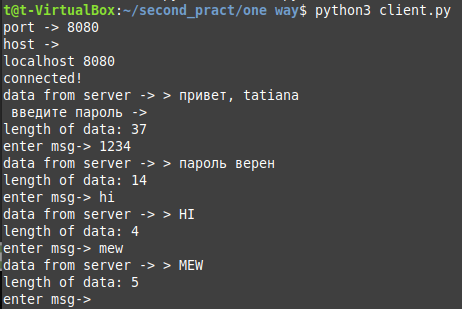 t@t-VirtualBox:~/second_pract/one way$ python3 client.py
port -> 8080
host ->
localhost 8080
connected!
data from server -> > привет, tatiana
 введите пароль ->
length of data: 37
enter msg-> 1234
data from server -> > пароль верен
length of data: 14
enter msg-> hi
data from server -> > HI
length of data: 4
enter msg-> mew
data from server -> > MEW
length of data: 5
enter msg->